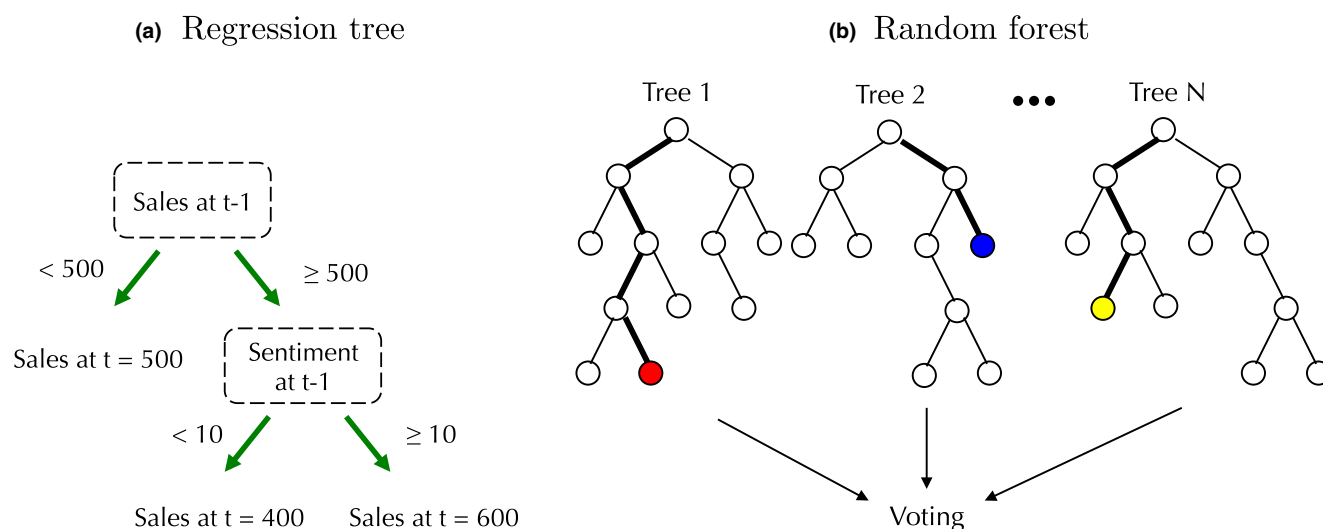 (a) Regression tree
Sales at t-1
< 500
≥ 500
Sales at t = 500
Sentiment
at t-1
< 10
≥ 10
Sales at t = 400
Sales at t = 600
(b) Random forest
Tree 1
Tree 2
•••
Tree N
Voting